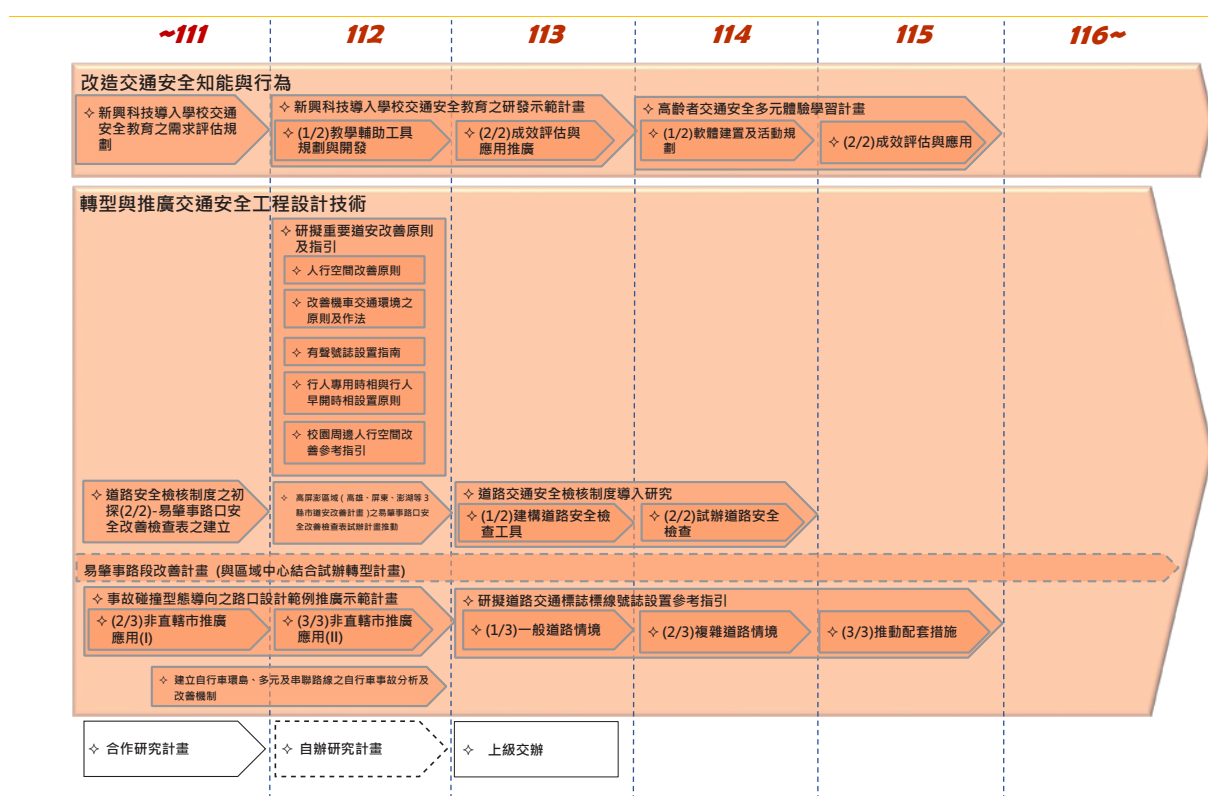 ~111
112
113
114
115
116~
改造交通安全知能與行為
✧ 新興科技導入學校交通
安全教育之需求評估規
劃
✧ 新興科技導入學校交通安全教育之研發示範計畫
✧ (1/2)教學輔助工具
規劃與開發
✧ (2/2)成效評估與
應用推廣
✧ 高齡者交通安全多元體驗學習計畫
✧ (1/2)軟體建置及活動規
劃
✧ (2/2)成效評估與應用
轉型與推廣交通安全工程設計技術
✧ 研擬重要道安改善原則
及指引
✧ 人行空間改善原則
✧ 改善機車交通環境之
原則及作法
✧ 有聲號誌設置指南
✧ 行人專用時相與行人
早開時相設置原則
✧ 校園周邊人行空間改
善參考指引
✧ 道路安全檢核制度之初
探(2/2)-易肇事路口安
全改善檢查表之建立
✧ 高屏澎區域(高雄、屏東、澎湖等3
縣市道安改善計畫)之易肇事路口安
全改善檢查表試辦計畫推動
✧ 道路交通安全檢核制度導入研究
✧ (1/2)建構道路安全檢
查工具
✧ (2/2)試辦道路安全
檢查
易肇事路段改善計畫 (與區域中心結合試辦轉型計畫)
✧ 事故碰撞型態導向之路口設計範例推廣示範計畫
✧ (2/3)非直轄市推廣
應用(I)
✧ (3/3)非直轄市推廣
應用(II)
✧ 研擬道路交通標誌標線號誌設置參考指引
✧ (1/3)一般道路情境
✧ (2/3)複雜道路情境
✧ (3/3)推動配套措施
✧ 建立自行車環島、多元及串聯路線之自行車事故分析及
改善機制
✧ 合作研究計畫
✧ 自辦研究計畫
✧ 上級交辦